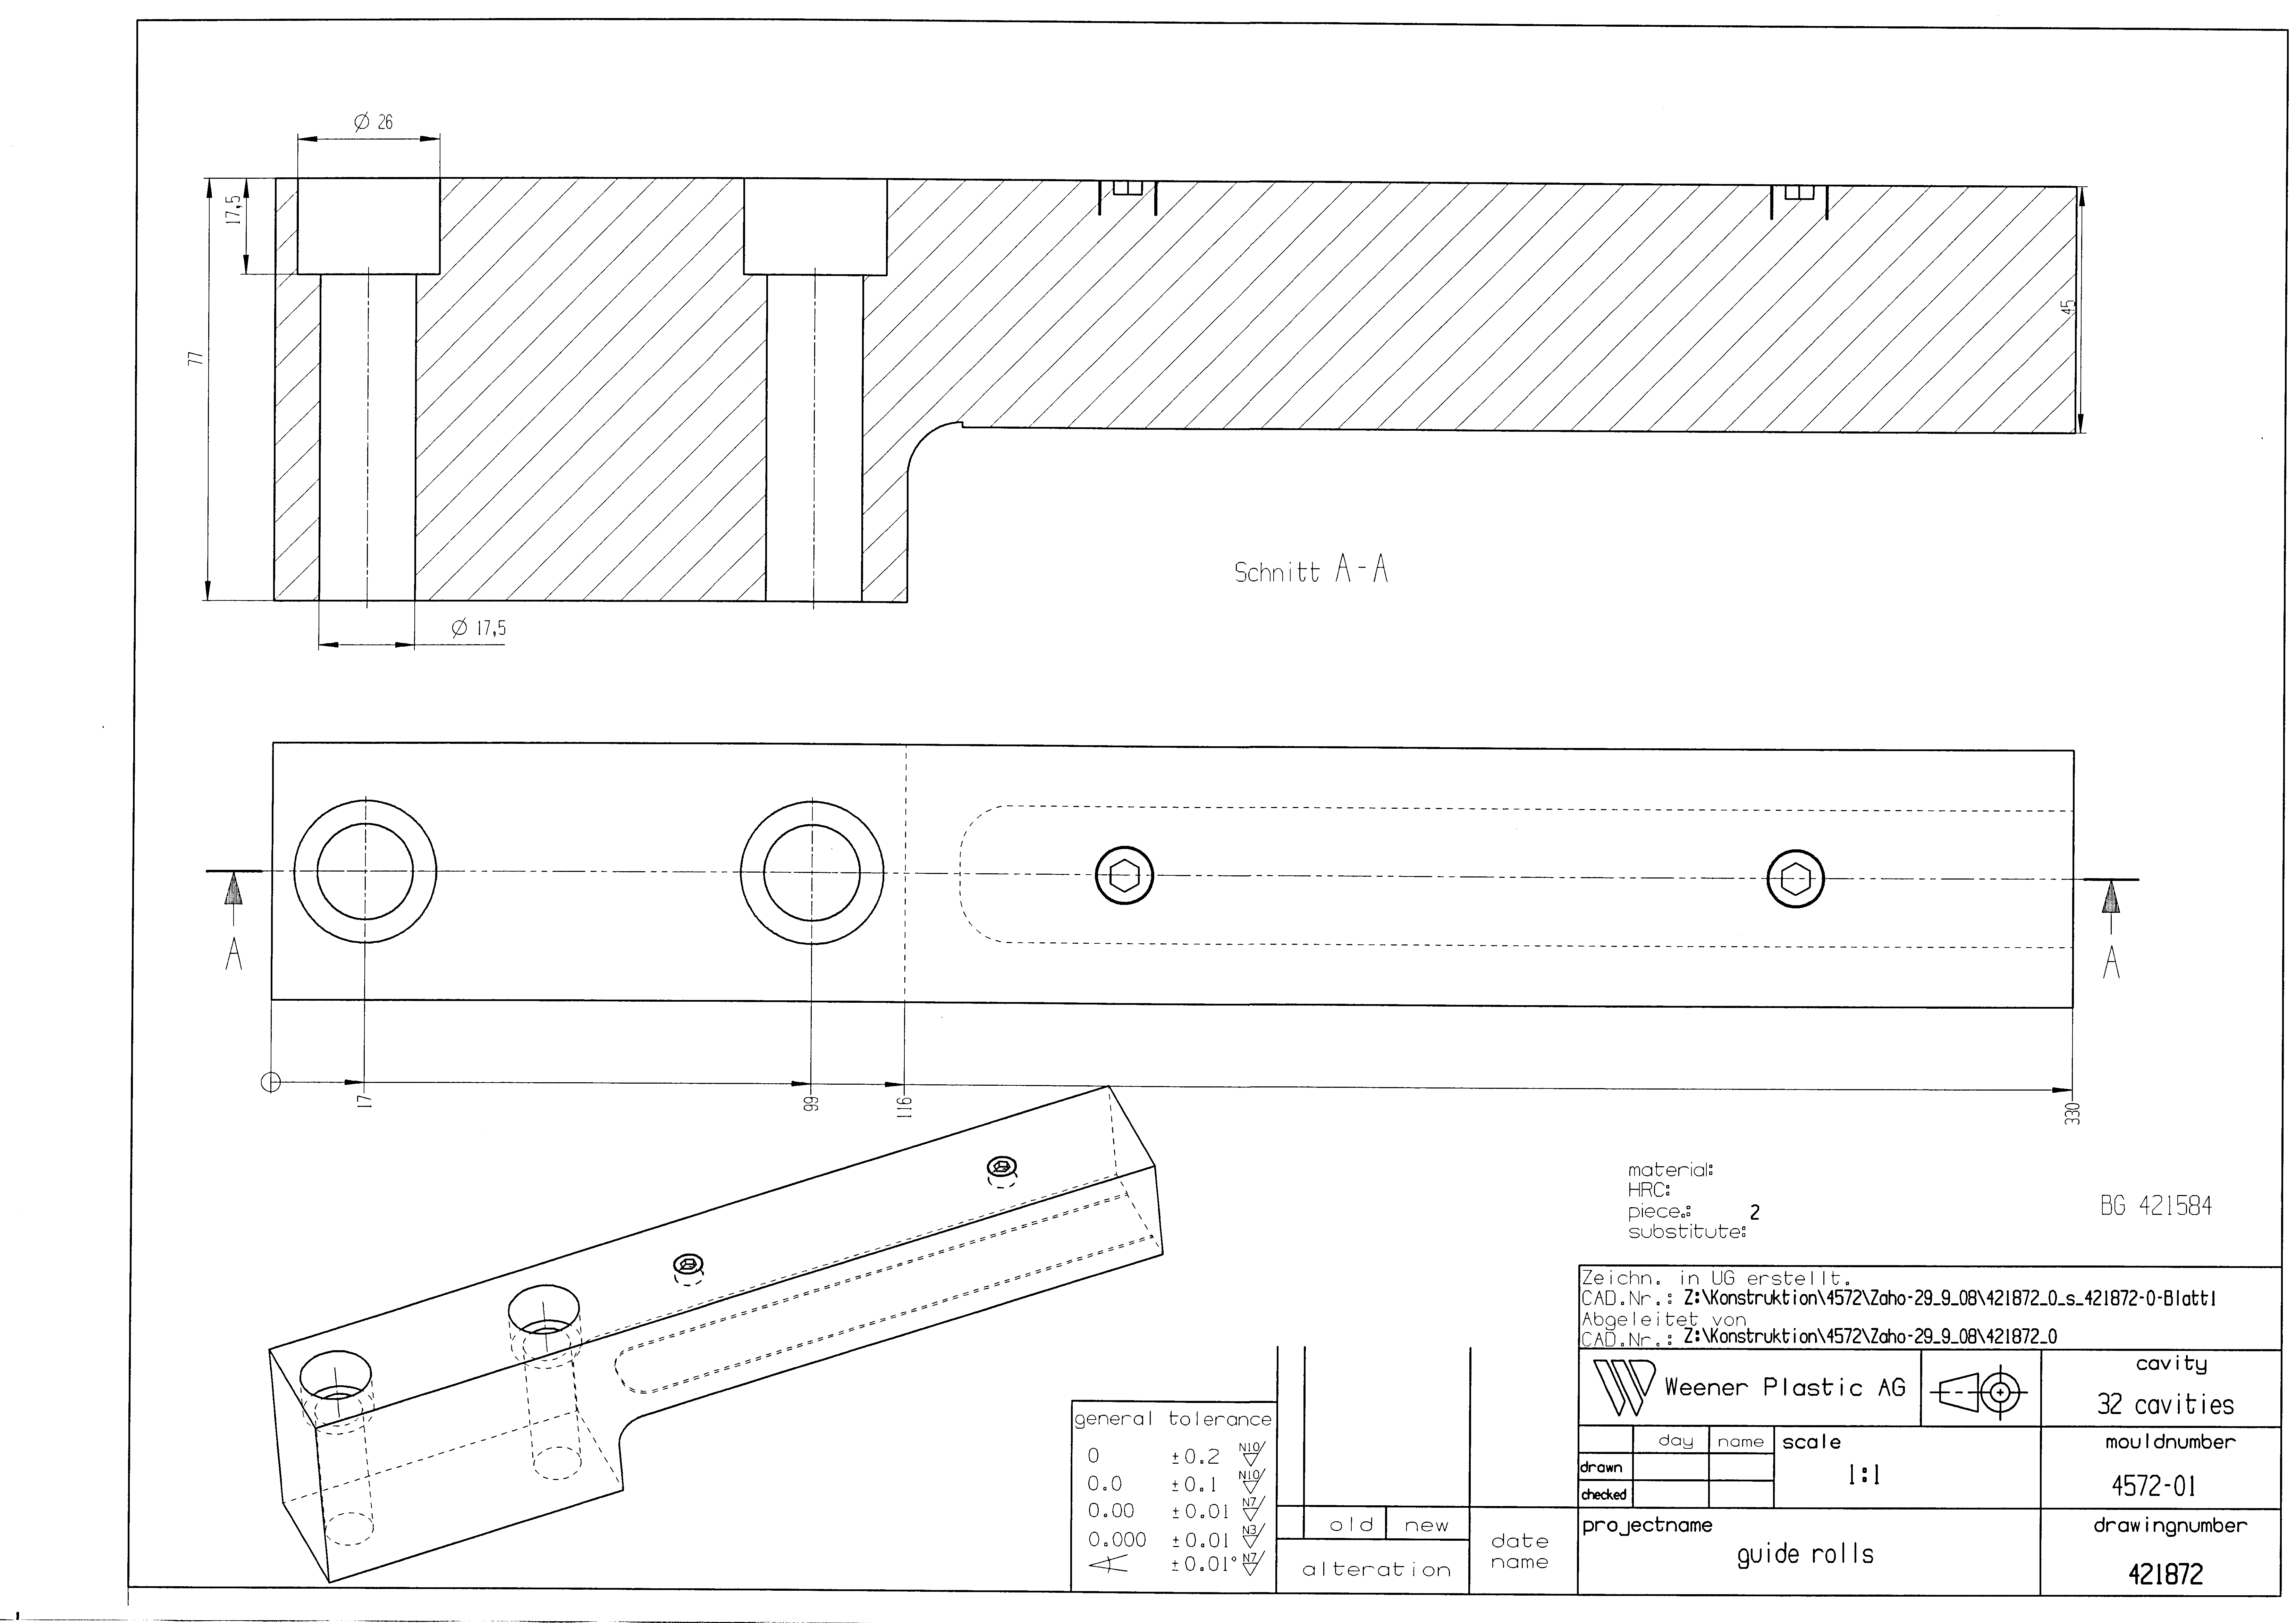 Ø 26
17,5
77
45
Schnitt A-A
Ø 17,5
A
A
17
99
116
330
material:
HRC:
piece.: 2
substitute:
BG 421584
Zeichn. in UG erstellt.
CAD.Nr.: Z:\Konstruktion\4572\Zaho-29_9_08\421872_0_s_421872-0-Blatt1
Abgeleitet von
CAD.Nr.: Z:\Konstruktion\4572\Zaho-29_9_08\421872_0
Weener Plastic AG
cavity
32 cavities
general tolerance
0 ±0.2 N10
0.0 ±0.1 N10
0.00 ±0.01 N7
0.000 ±0.01 N3
±0.01° N7
old new
alteration
date
name
day name
drawn
checked
scale
1:1
mouldnumber
4572-01
projectname
guide rolls
drawingnumber
421872